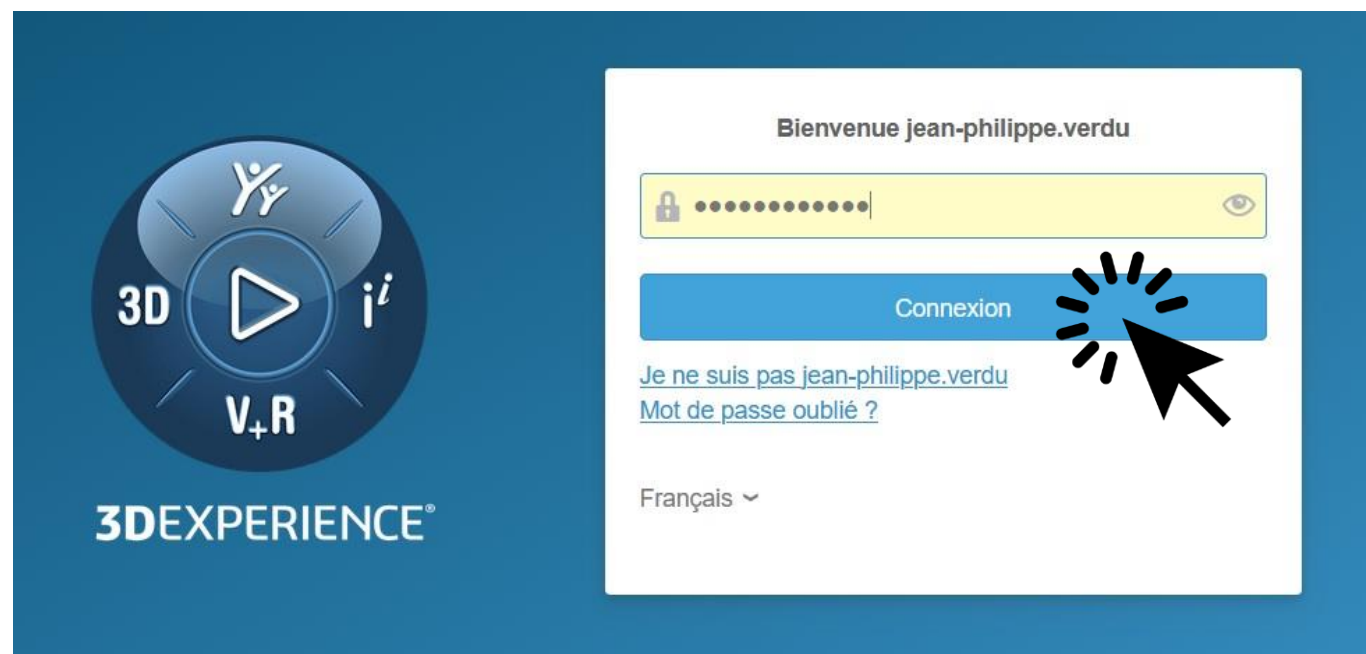 Bienvenue jean-philippe.verdu
••••••••••••
Connexion
Je ne suis pas jean-philippe.verdu
Mot de passe oublié ?
Français
3D
i i
V+R
3DEXPERIENCE®